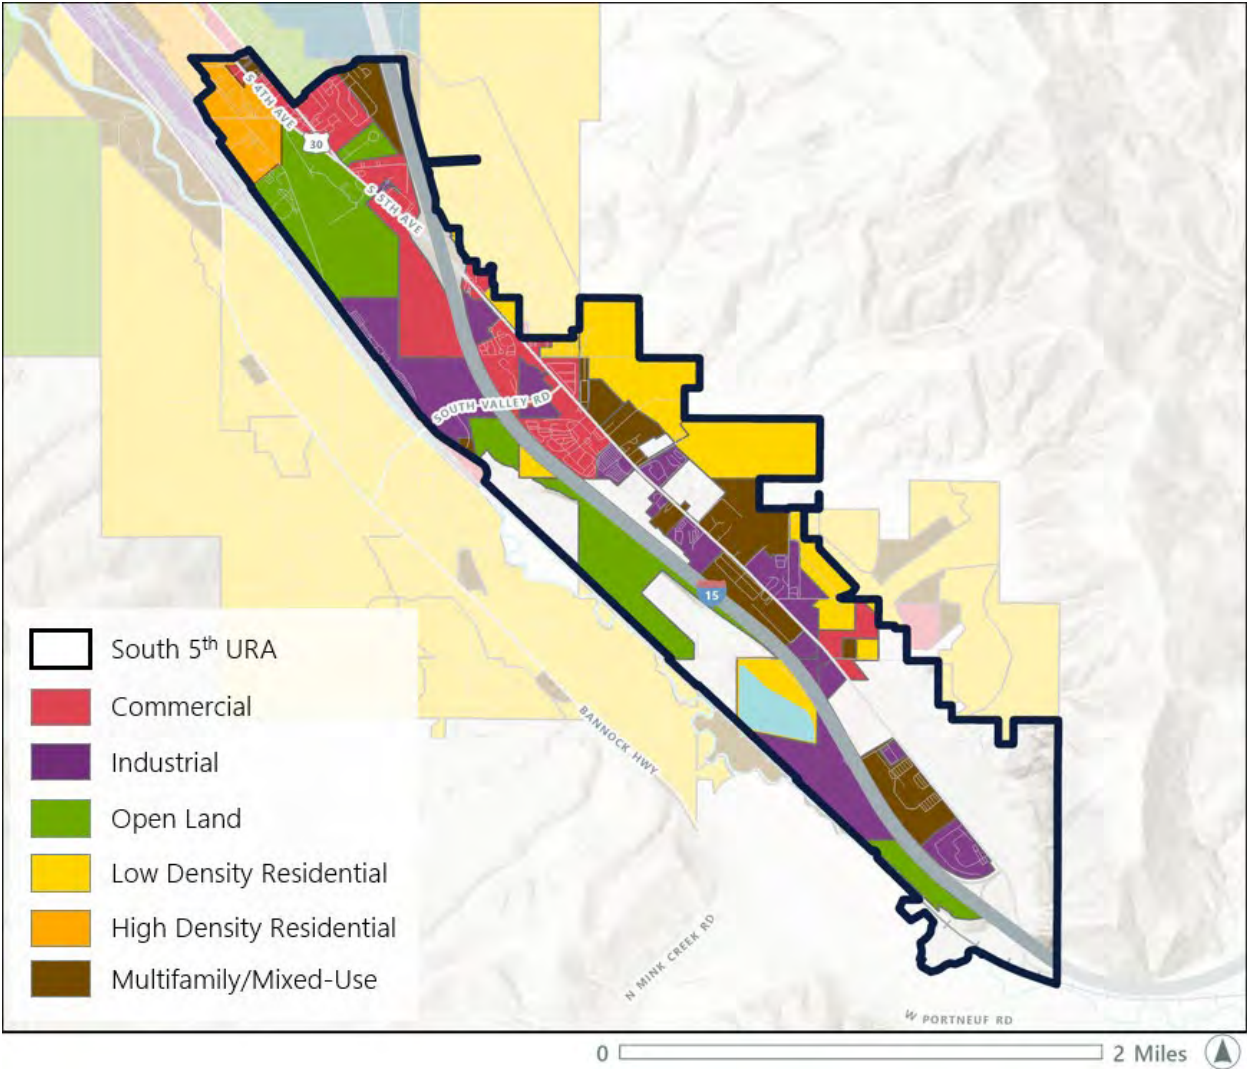 S 4TH AVE
30
S 5TH AVE
SOUTH VALLEY RD
15
South 5th URA
Commercial
Industrial
Open Land
Low Density Residential
High Density Residential
Multifamily/Mixed-Use
BANNOCK HWY
N MINK CREEK RD
W PORTNEUF RD
0 2 Miles